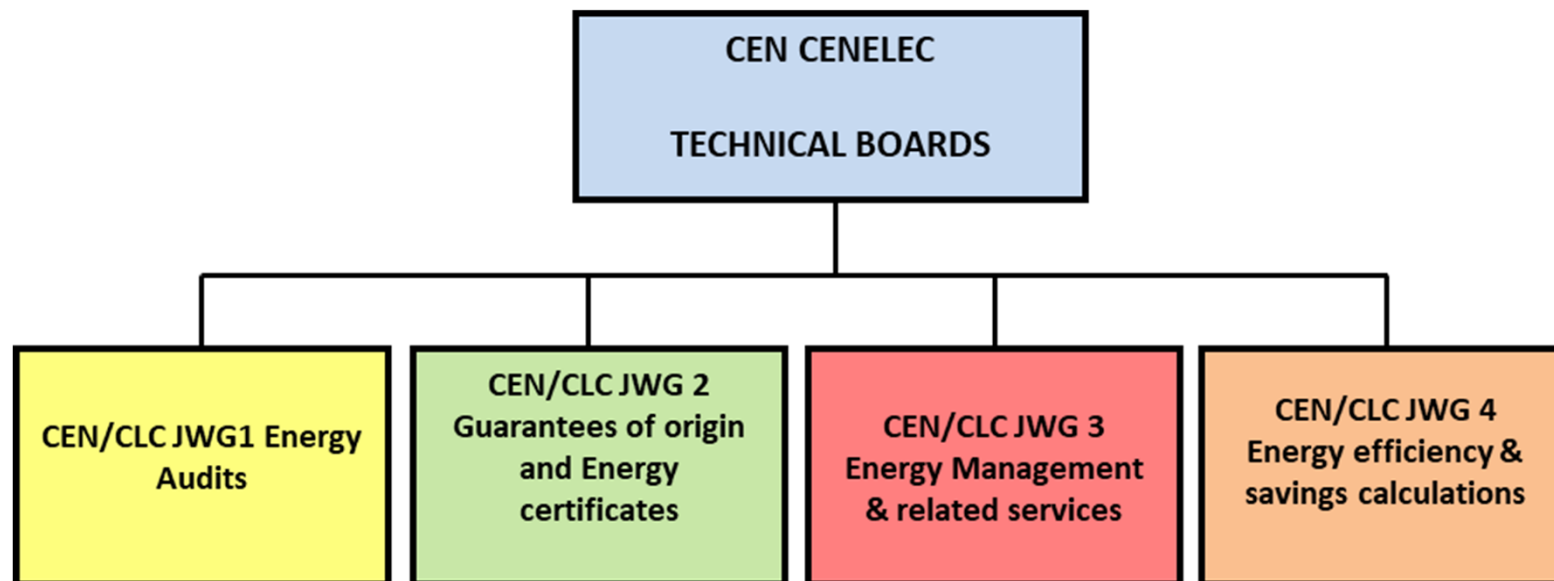 CEN CENELEC
TECHNICAL BOARDS
CEN/CLC JWG1 Energy
Audits
CEN/CLC JWG 2
Guarantees of origin
and Energy
certificates
CEN/CLC JWG 3
Energy Management
& related services
CEN/CLC JWG 4
Energy efficiency &
savings calculations